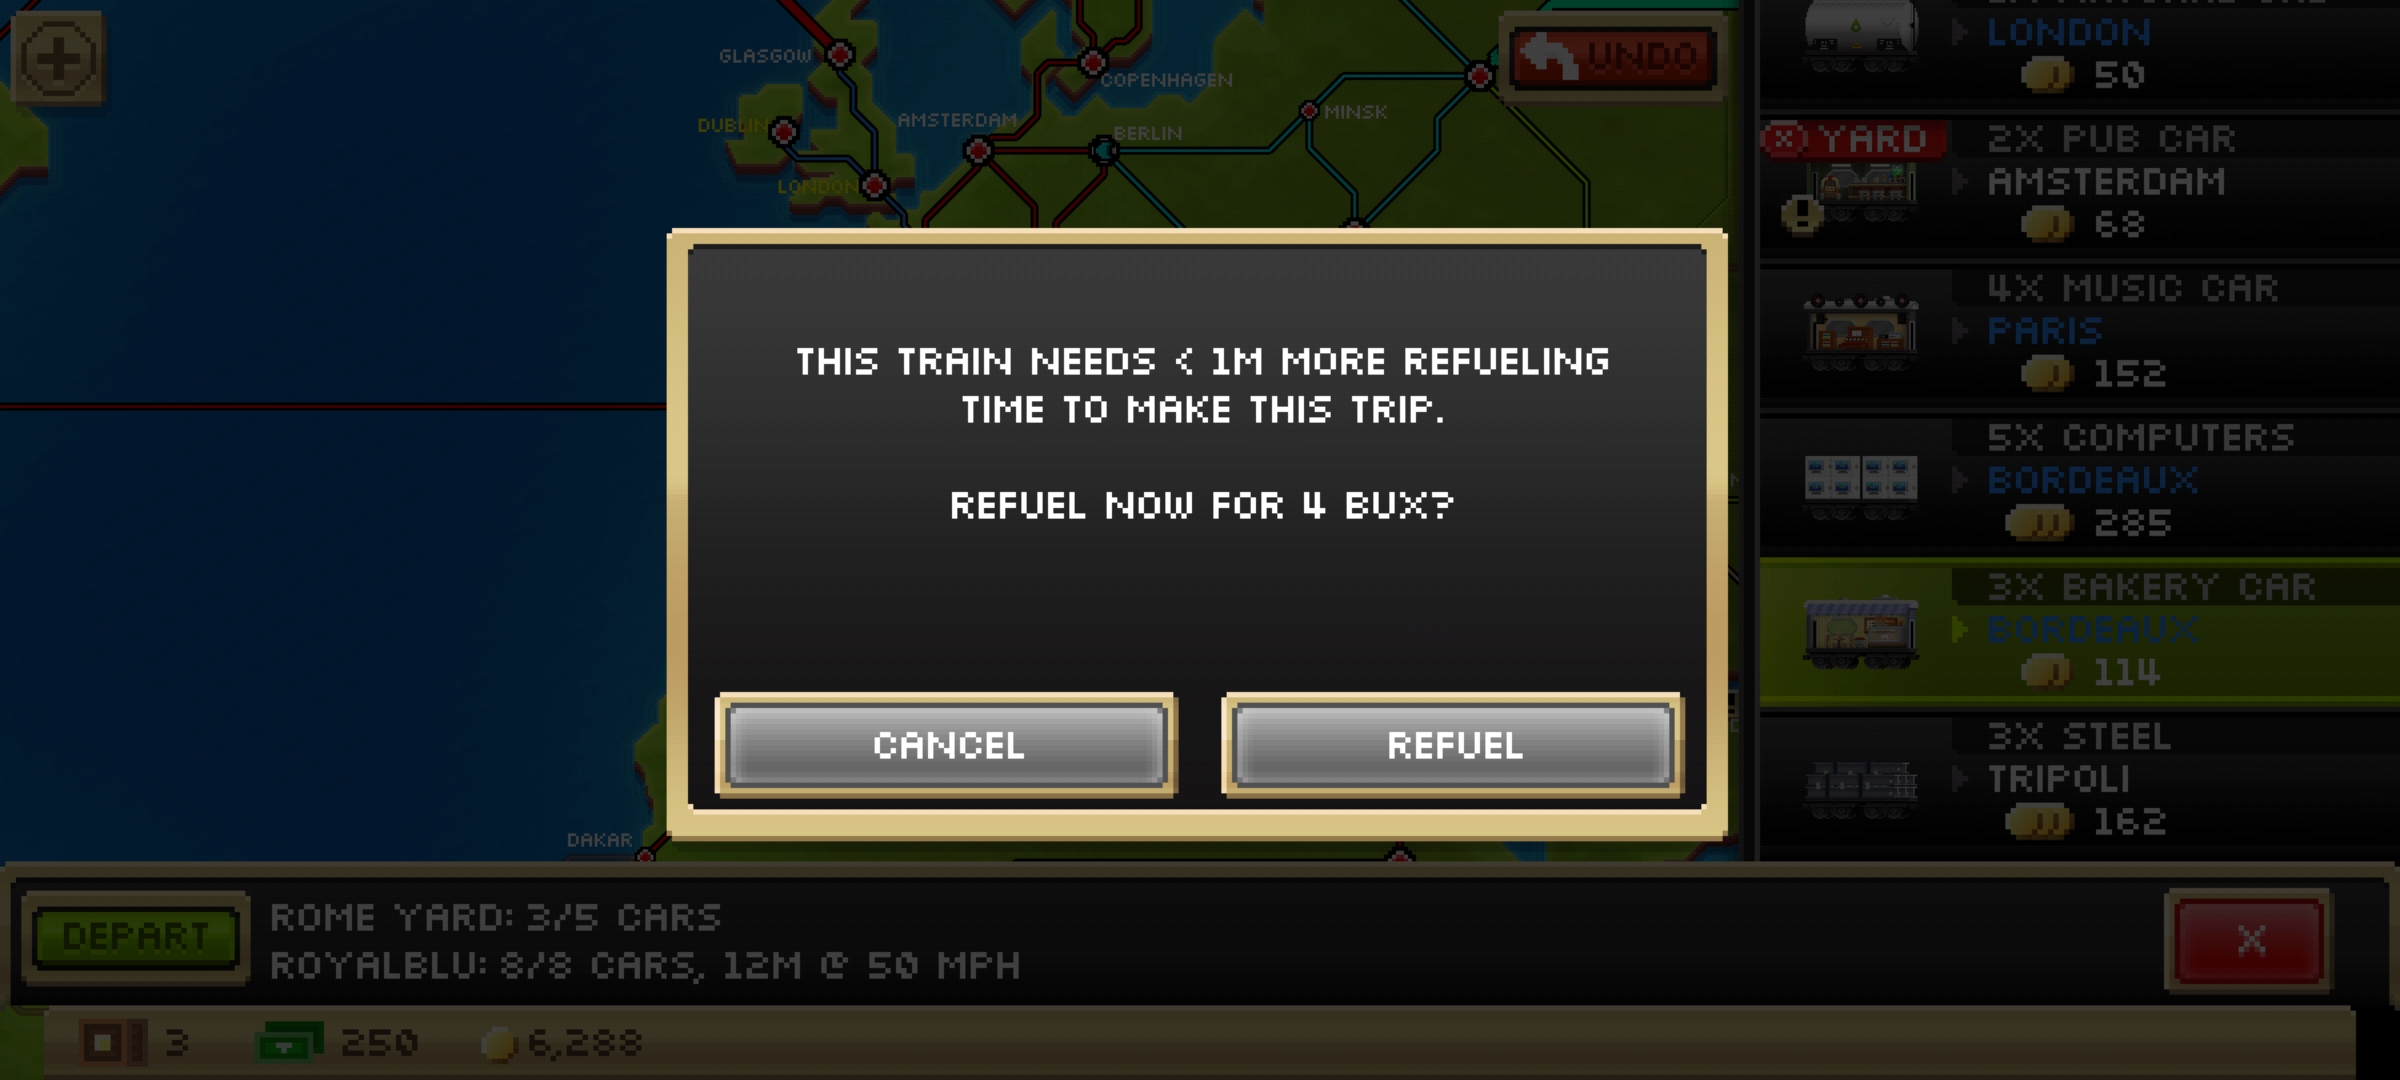 GLASGOW
COPENHAGEN
DUBLIN
AMSTERDAM
BERLIN
MINSK
LONDON
UNDO
LONDON
50
YARD
2X PUB CAR
AMSTERDAM
68
4X MUSIC CAR
PARIS
152
5X COMPUTERS
BORDEAUX
285
3X BAKERY CAR
BORDEAUX
114
3X STEEL
TRIPOLI
162
THIS TRAIN NEEDS < 1M MORE REFUELING
TIME TO MAKE THIS TRIP.
REFUEL NOW FOR 4 BUX?
CANCEL
REFUEL
DAKAR
DEPART
ROME YARD: 3/5 CARS
ROYALBLU: 8/8 CARS, 12M @ 50 MPH
X
3
250
6,288